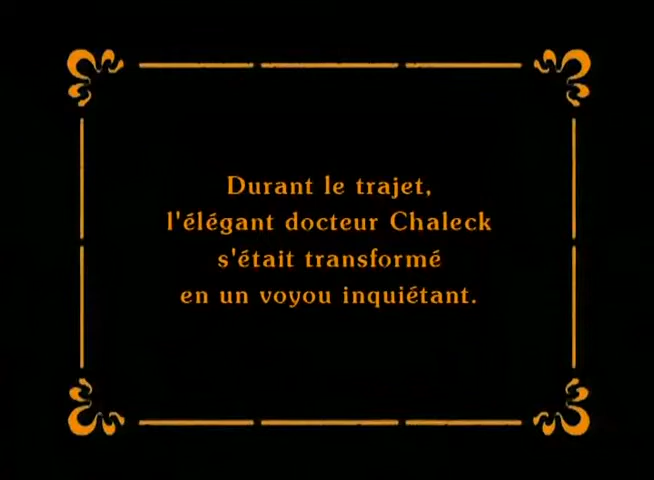 Durant le trajet,
l'élégant docteur Chaleck
s'était transformé
en un voyou inquiétant.